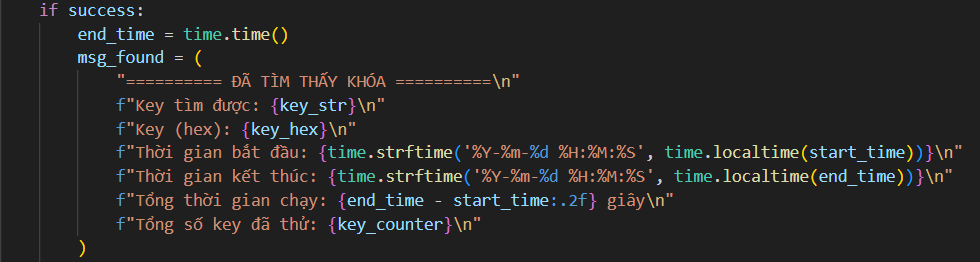 if success:
    end_time = time.time()
    msg_found = (
        "========== ĐÃ TÌM THẤY KHÓA ==========\n"
        f"Key tìm được: {key_str}\n"
        f"Key (hex): {key_hex}\n"
        f"Thời gian bắt đầu: {time.strftime('%Y-%m-%d %H:%M:%S', time.localtime(start_time))}\n"
        f"Thời gian kết thúc: {time.strftime('%Y-%m-%d %H:%M:%S', time.localtime(end_time))}\n"
        f"Tổng thời gian chạy: {end_time - start_time:.2f} giây\n"
        f"Tổng số key đã thử: {key_counter}\n"
    )